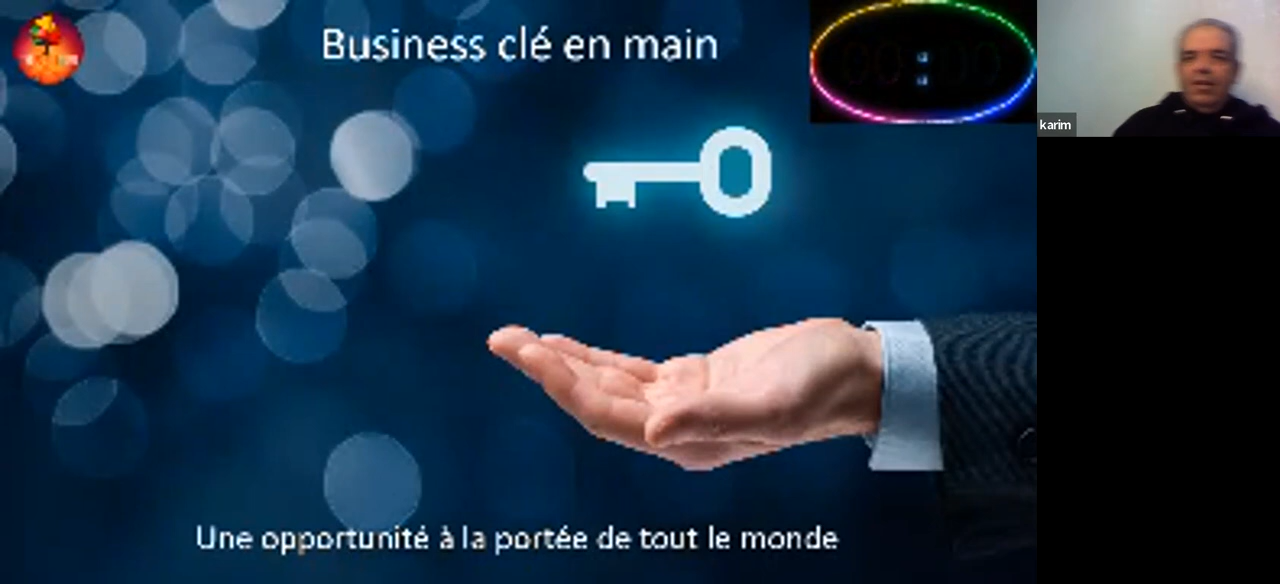 Business clé en main
karim
Une opportunité à la portée de tout le monde